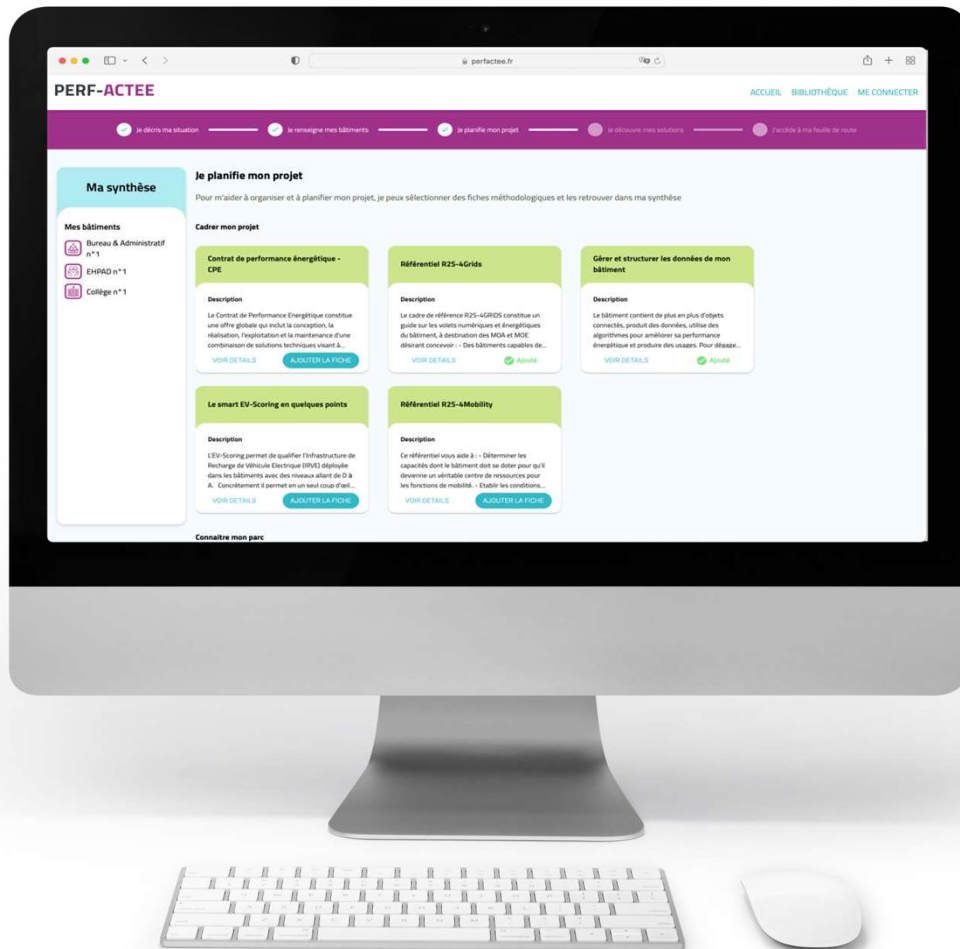 perfactee.fr
PERF-ACTEE
ACCUEIL BIBLIOTHÈQUE ME CONNECTER
Je décris ma situation
Je renseigne mes bâtiments
Je planifie mon projet
Je découvre mes solutions
J'accède à ma feuille de route
Ma synthèse
Mes bâtiments
Bureau & Administratif
n°1
EHPAD n°1
Collège n°1
Je planifie mon projet
Pour m'aider à organiser et à planifier mon projet, je peux sélectionner des fiches méthodologiques et les retrouver dans ma synthèse
Cadrer mon projet
Contrat de performance énergétique -
CPE
Description
Le Contrat de Performance Energétique constitue
une offre globale qui inclut la conception, la
réalisation, l'exploitation et la maintenance d'une
combinaison de solutions techniques visant à...
VOIR DETAILS
AJOUTER LA FICHE
Référentiel R2S-4Grids
Description
Le cadre de référence R2S-4GRIDS constitue un
guide sur les volets numériques et énergétiques
du bâtiment, à destination des MOA et MOE
désirant concevoir : - Des bâtiments capables de...
VOIR DETAILS
Ajouté
Gérer et structurer les données de mon
bâtiment
Description
Le bâtiment contient de plus en plus d'objets
connectés, produit des données, utilise des
algorithmes pour améliorer sa performance
énergétique et produire des usages. Pour dégage...
VOIR DETAILS
Ajouté
Le smart EV-Scoring en quelques points
Description
L'EV-Scoring permet de qualifier l'Infrastructure de
Recharge de Véhicule Electrique (IRVE) déployée
dans les bâtiments avec des niveaux allant de D à
A. Concrètement il permet en un seul coup d'œil...
VOIR DETAILS
AJOUTER LA FICHE
Référentiel R2S-4Mobility
Description
Ce référentiel vous aide à : - Déterminer les
capacités dont le bâtiment doit se doter pour qu'il
devienne un véritable centre de ressources pour
les fonctions de mobilité. - Etablir les conditions...
VOIR DETAILS
AJOUTER LA FICHE
Connaitre mon parc